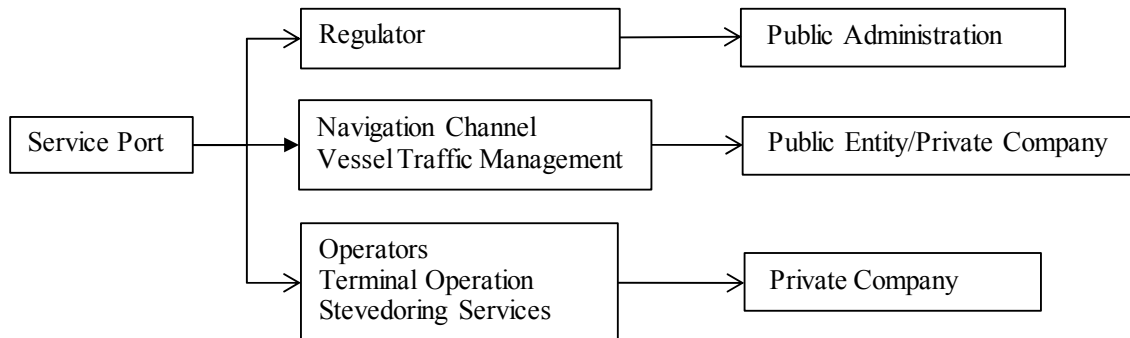 Regulator
Public Administration
Service Port
Navigation Channel
Vessel Traffic Management
Public Entity/Private Company
Operators
Terminal Operation
Stevedoring Services
Private Company